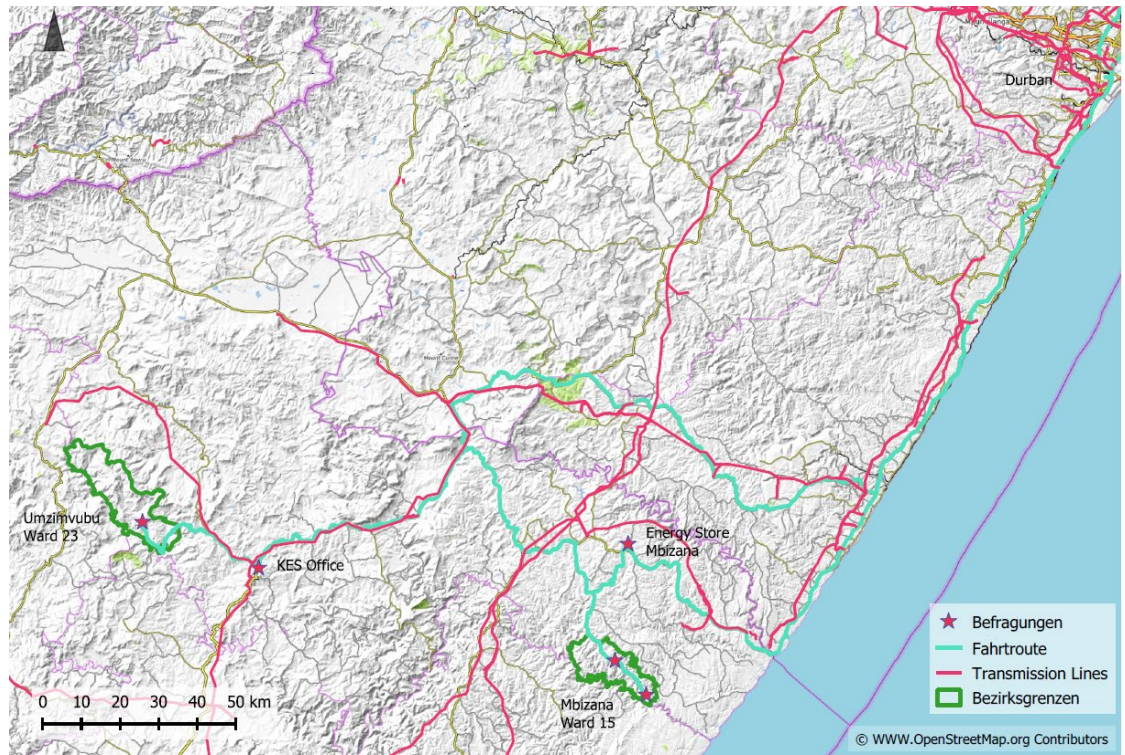 Durban
Umzimvubu
Ward 23
KES Office
Energy Store
Mbizana
Mbizana
Ward 15
0 10 20 30 40 50 km
Befragungen
Fahrtroute
Transmission Lines
Bezirksgrenzen
© WWW.OpenStreetMap.org Contributors